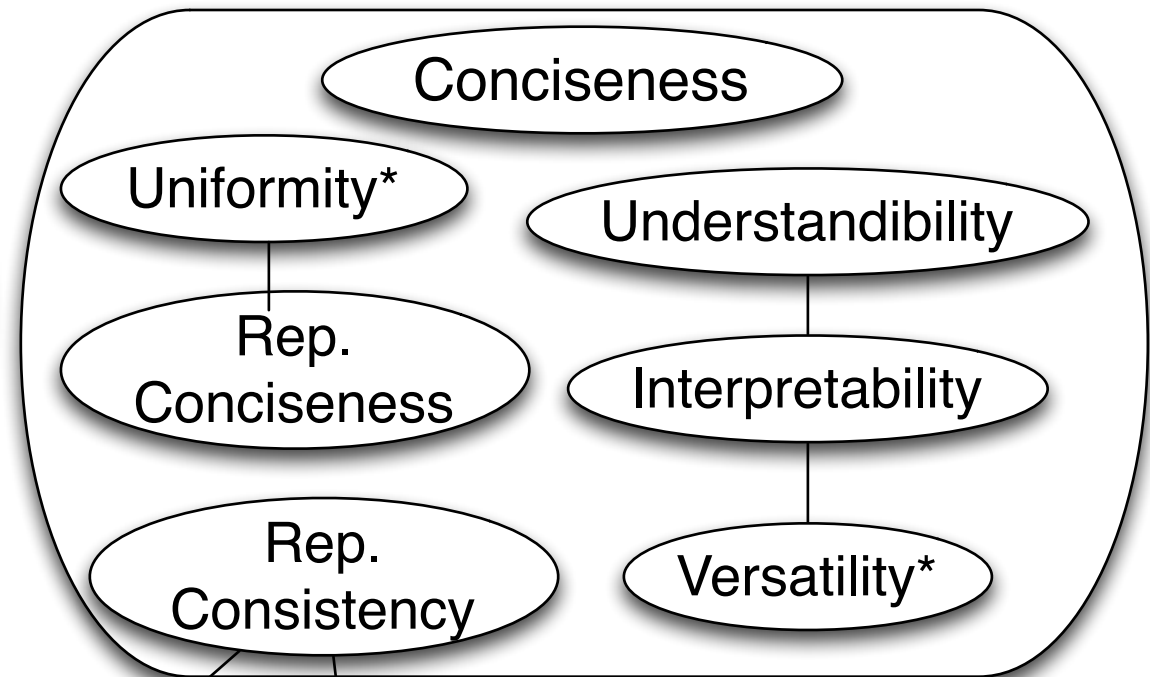 Conciseness
Uniformity*
Understandibility
Rep.
Conciseness
Interpretability
Rep.
Consistency
Versatility*